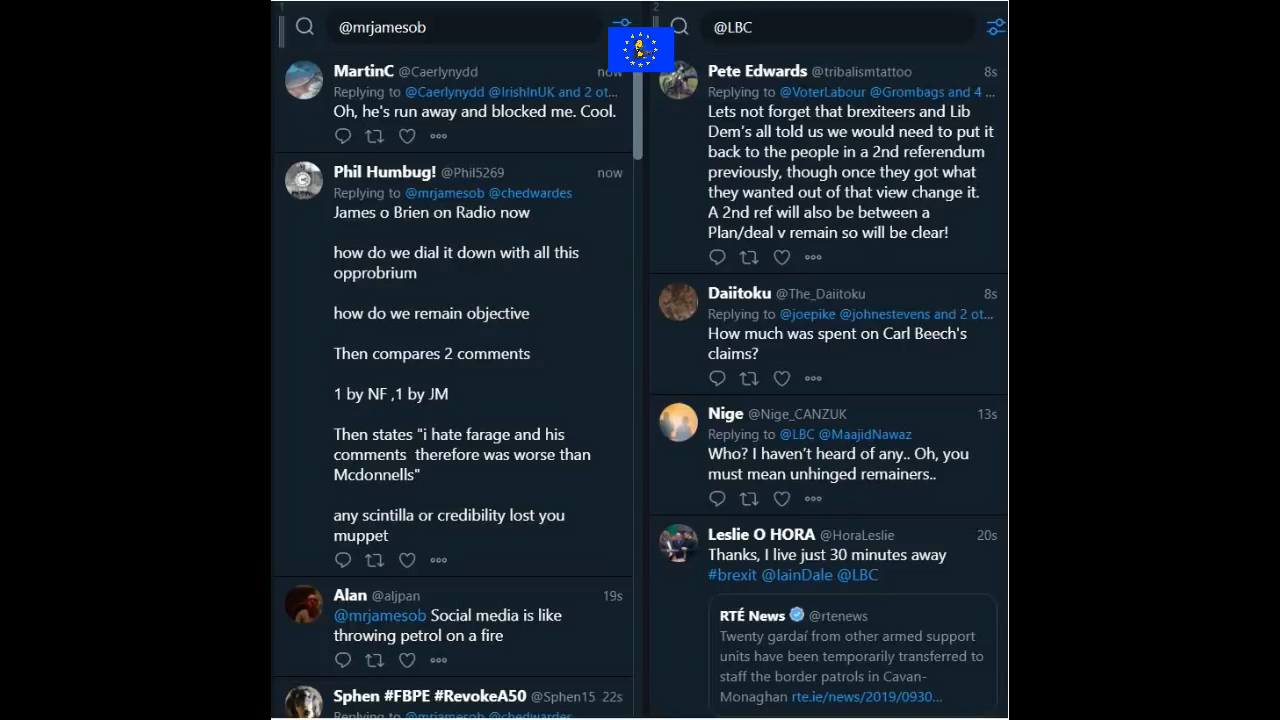 1
@mrjamesob
MartinC @Caerlynydd now
Replying to @Caerlynydd @IrishInUK and 2 ot...
Oh, he's run away and blocked me. Cool.
Phil Humbug! @Phil5269 now
Replying to @mrjamesob @chedwardes
James o Brien on Radio now
how do we dial it down with all this
opprobrium
how do we remain objective
Then compares 2 comments
1 by NF ,1 by JM
Then states "i hate farage and his
comments therefore was worse than
Mcdonnells"
any scintilla or credibility lost you
muppet
Alan @aljpan 19s
@mrjamesob Social media is like
throwing petrol on a fire
Sphen #FBPE #RevokeA50 @Sphen15 22s
Replying to @mrjamesob @chedwardes
2
@LBC
Pete Edwards @tribalismtattoo 8s
Replying to @VoterLabour @Grombags and 4 ...
Lets not forget that brexiteers and Lib
Dem's all told us we would need to put it
back to the people in a 2nd referendum
previously, though once they got what
they wanted out of that view change it.
A 2nd ref will also be between a
Plan/deal v remain so will be clear!
Daiitoku @The_Daiitoku 8s
Replying to @joepike @johnestevens and 2 ot...
How much was spent on Carl Beech's
claims?
Nige @Nige_CANZUK 13s
Replying to @LBC @MaajidNawaz
Who? I haven't heard of any.. Oh, you
must mean unhinged remainers..
Leslie O HORA @HoraLeslie 20s
Thanks, I live just 30 minutes away
#brexit @IainDale @LBC
RTÉ News @rtenews
Twenty gardaí from other armed support
units have been temporarily transferred to
staff the border patrols in Cavan-
Monaghan rte.ie/news/2019/0930...